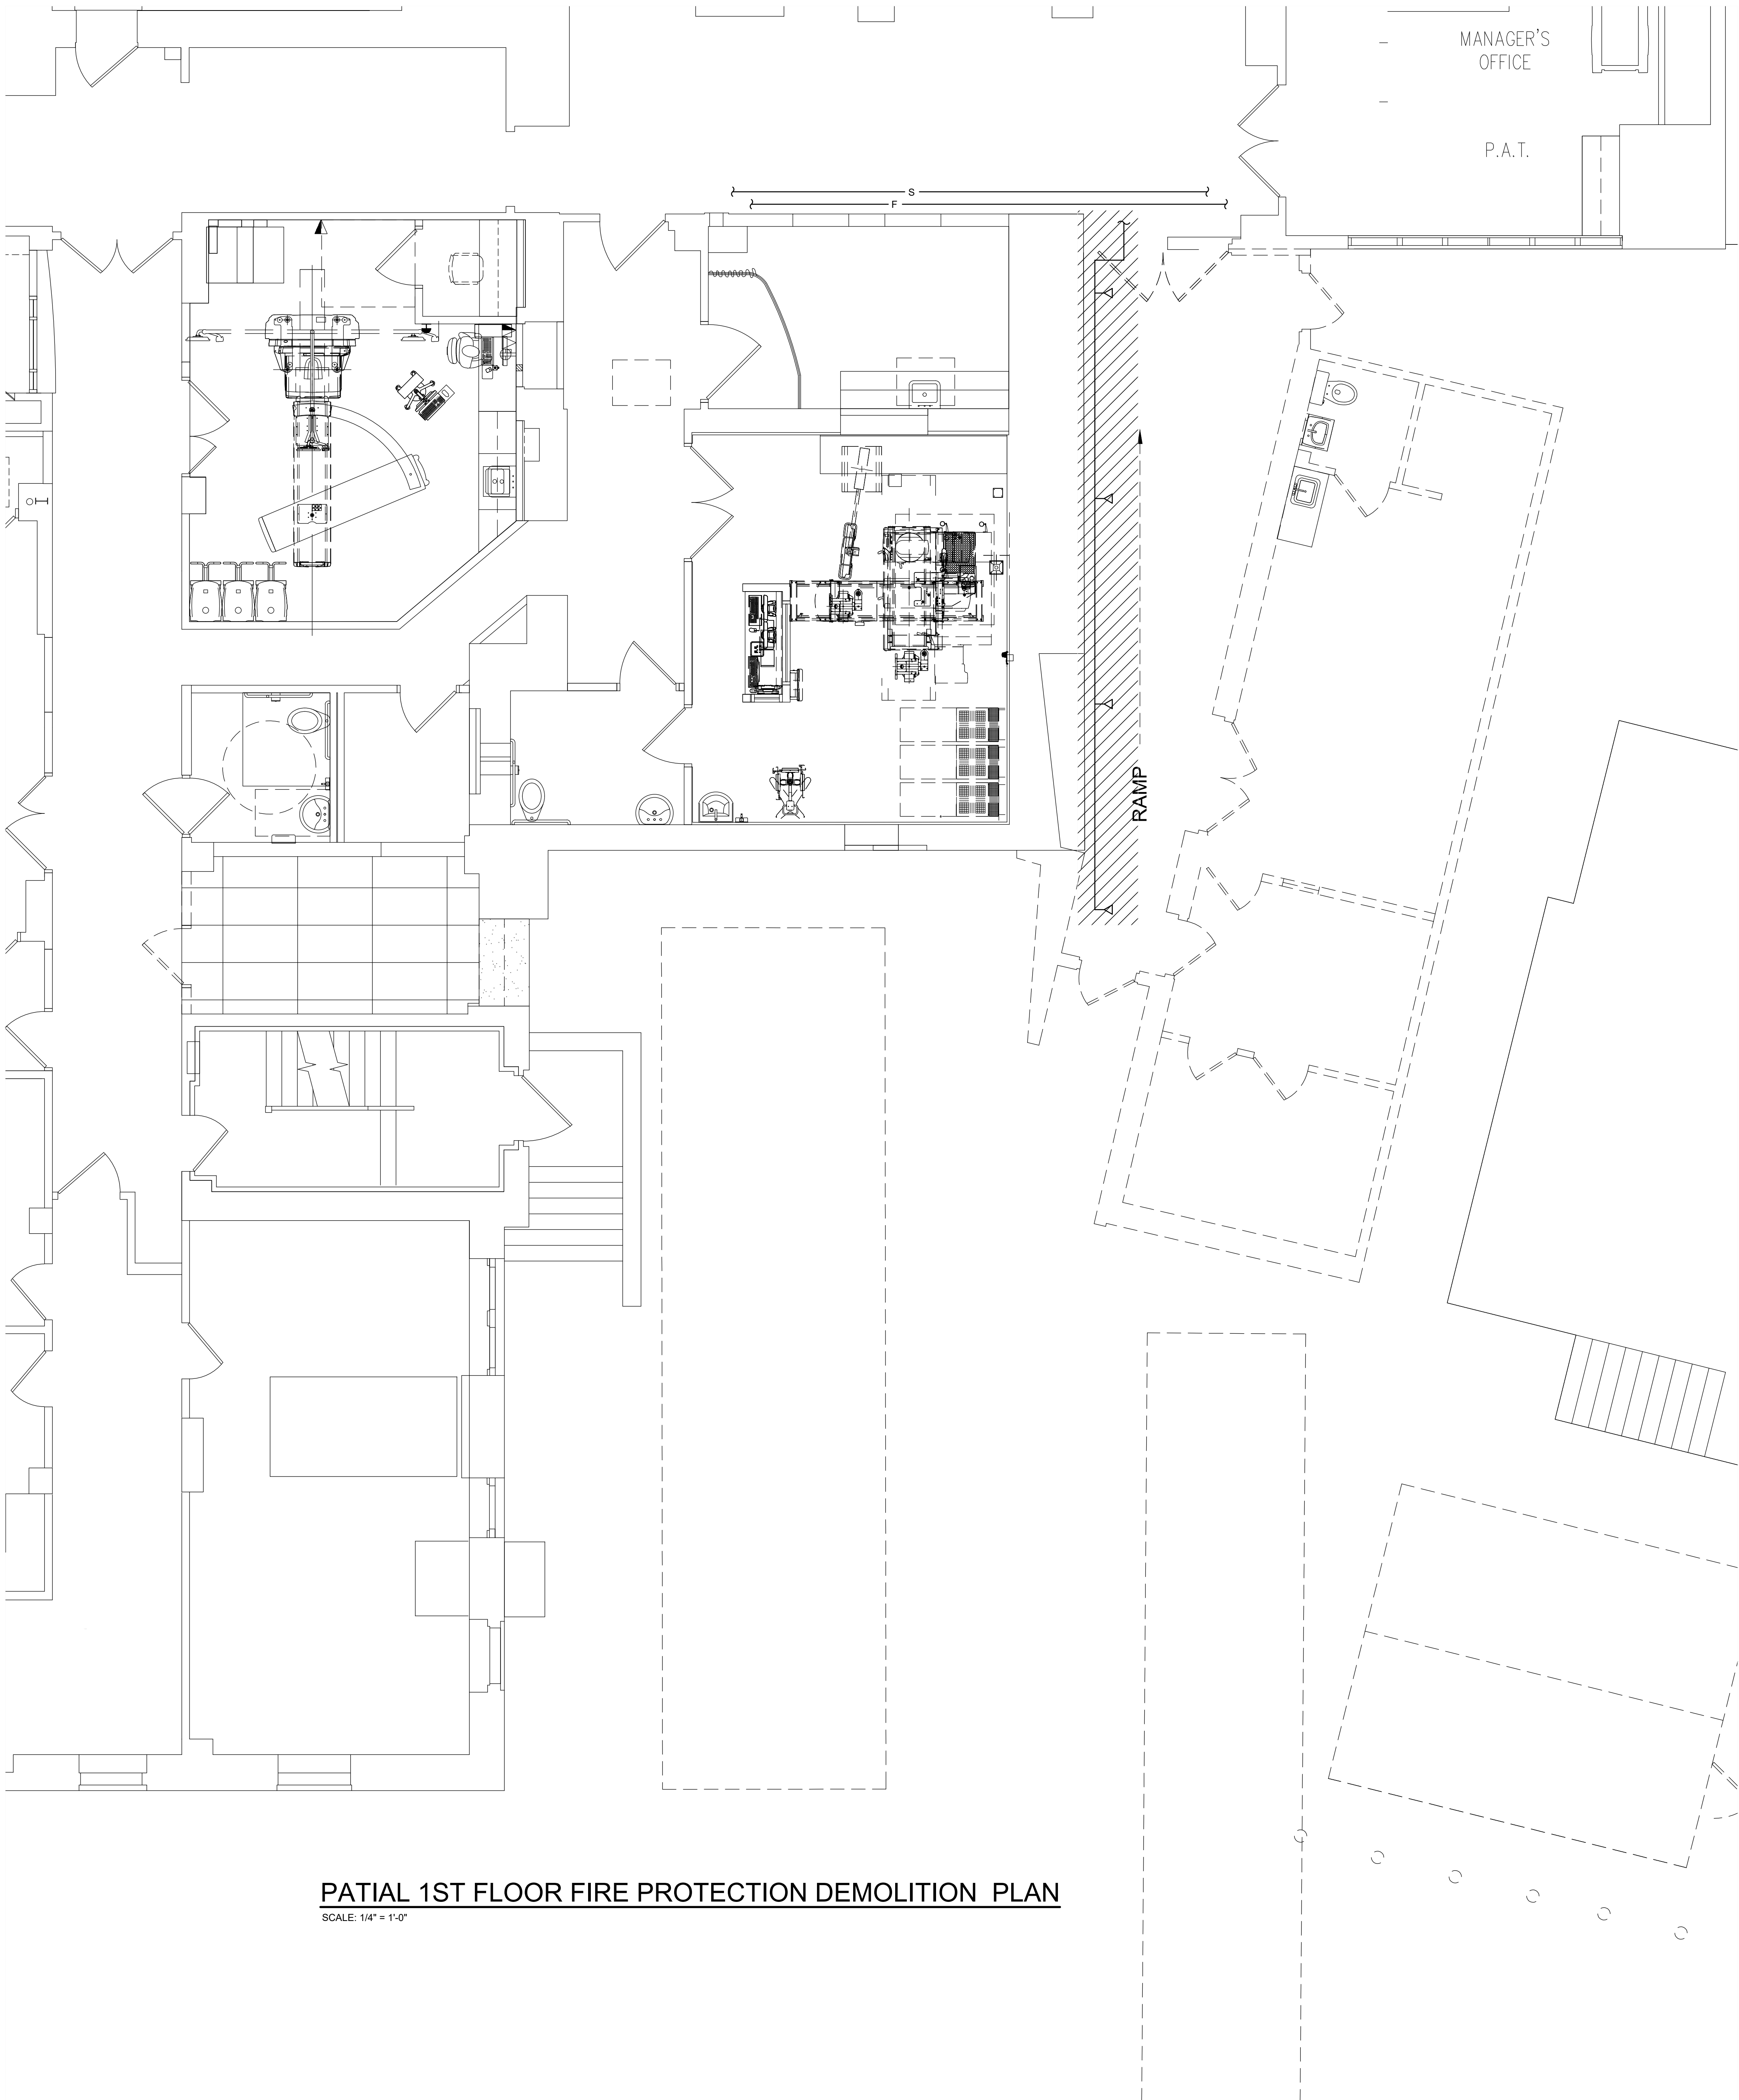 MANAGER'S
OFFICE
P.A.T.
S
F
RAMP
PATIAL 1ST FLOOR FIRE PROTECTION DEMOLITION PLAN
SCALE: 1/4" = 1'-0"